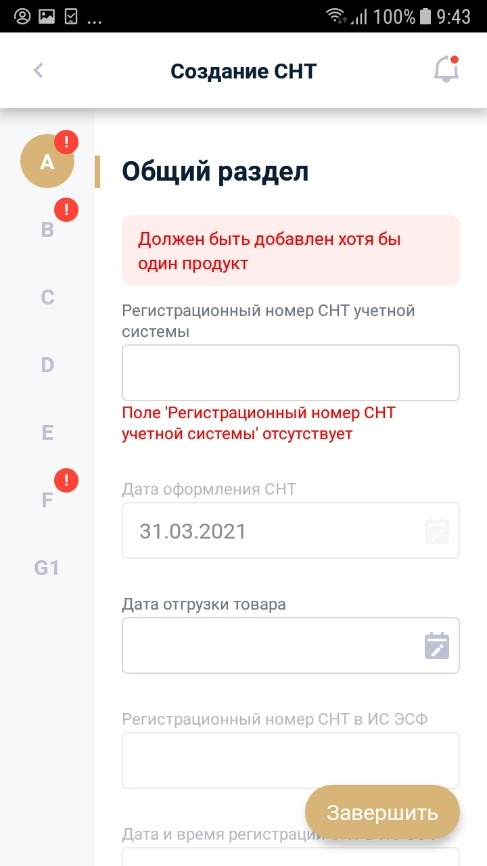 ... 100% 9:43
Создание СНТ
A !
Общий раздел
B !
Должен быть добавлен хотя бы
один продукт
C
Регистрационный номер СНТ учетной
системы
D
Поле 'Регистрационный номер СНТ
учетной системы' отсутствует
E
F !
Дата оформления СНТ
31.03.2021
G1
Дата отгрузки товара
Регистрационный номер СНТ в ИС ЭСФ
Завершить
Дата и время регистрации